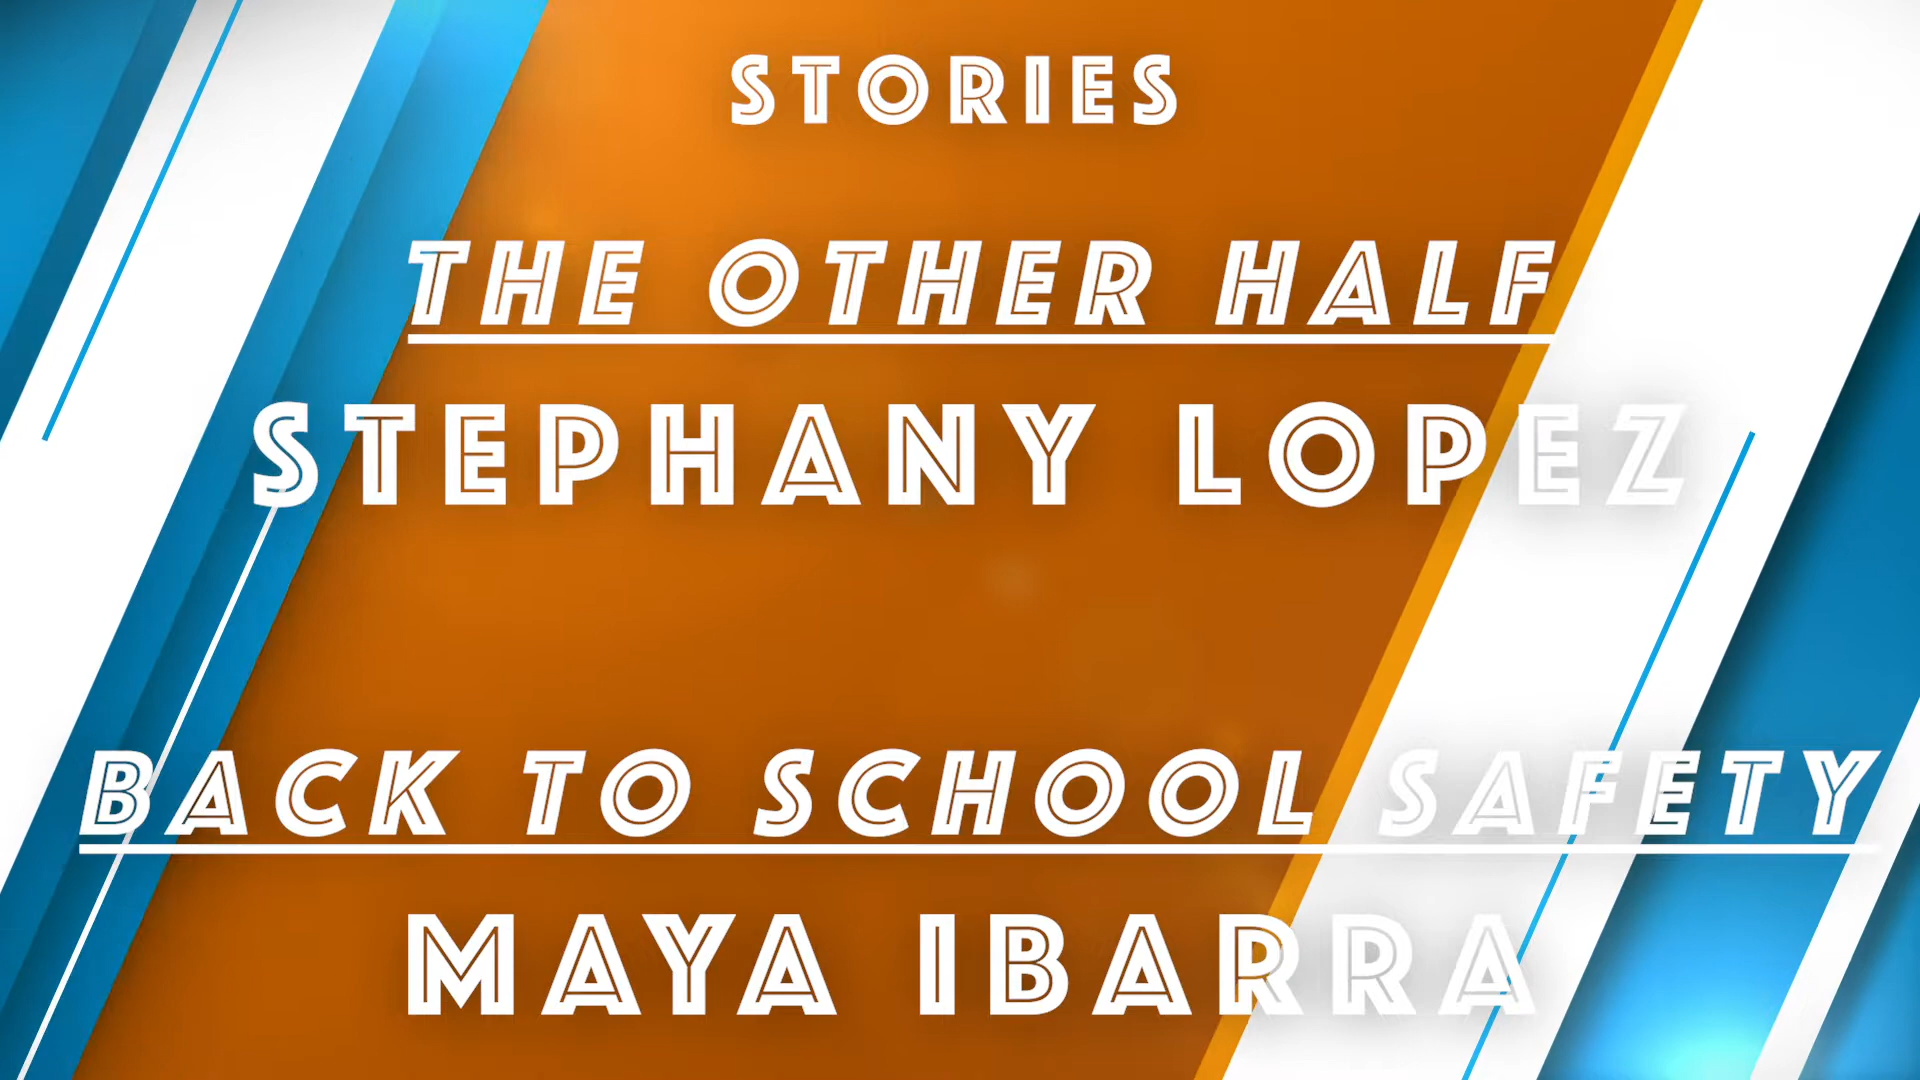 STORIES
THE OTHER HALF
STEPHANY LOPEZ
BACK TO SCHOOL SAFETY
MAYA IBARRA